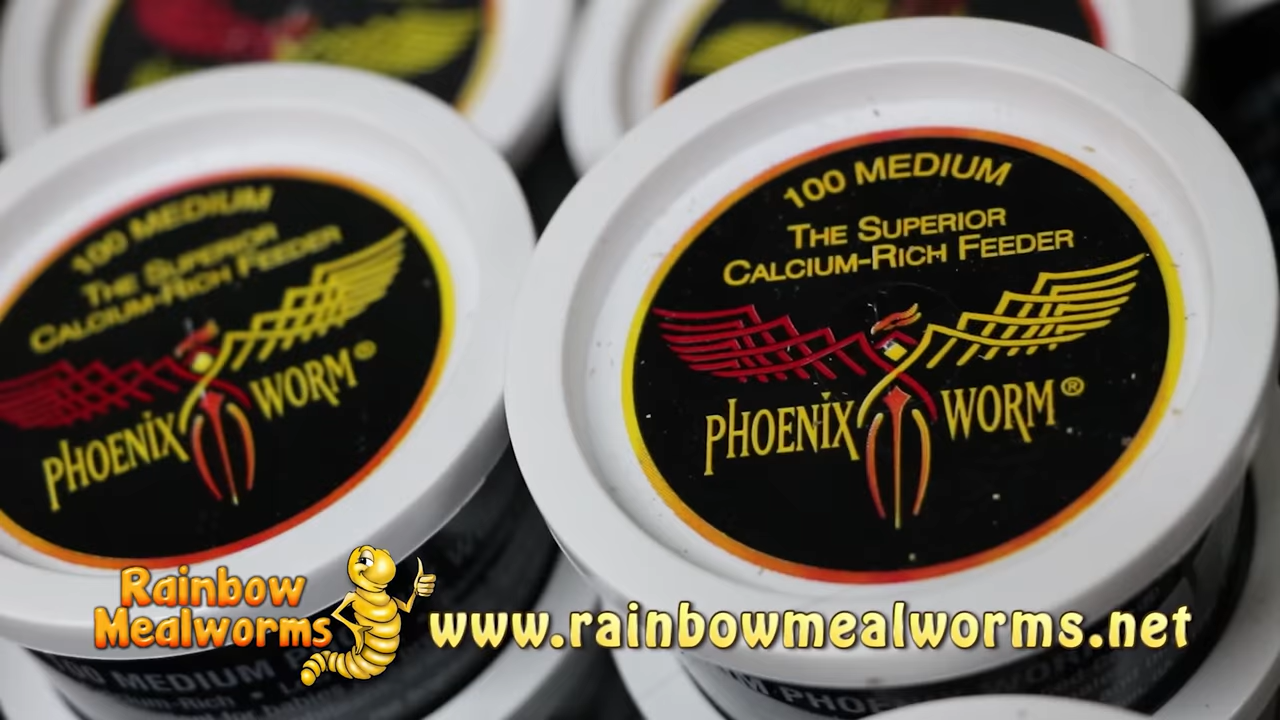 100 MEDIUM
THE SUPERIOR
CALCIUM-RICH FEEDER
PHOENIX WORM®
100 MEDIUM
THE SUPERIOR
CALCIUM-RICH FEEDER
PHOENIX WORM®
Rainbow
Mealworms
www.rainbowmealworms.net
100 MEDIUM